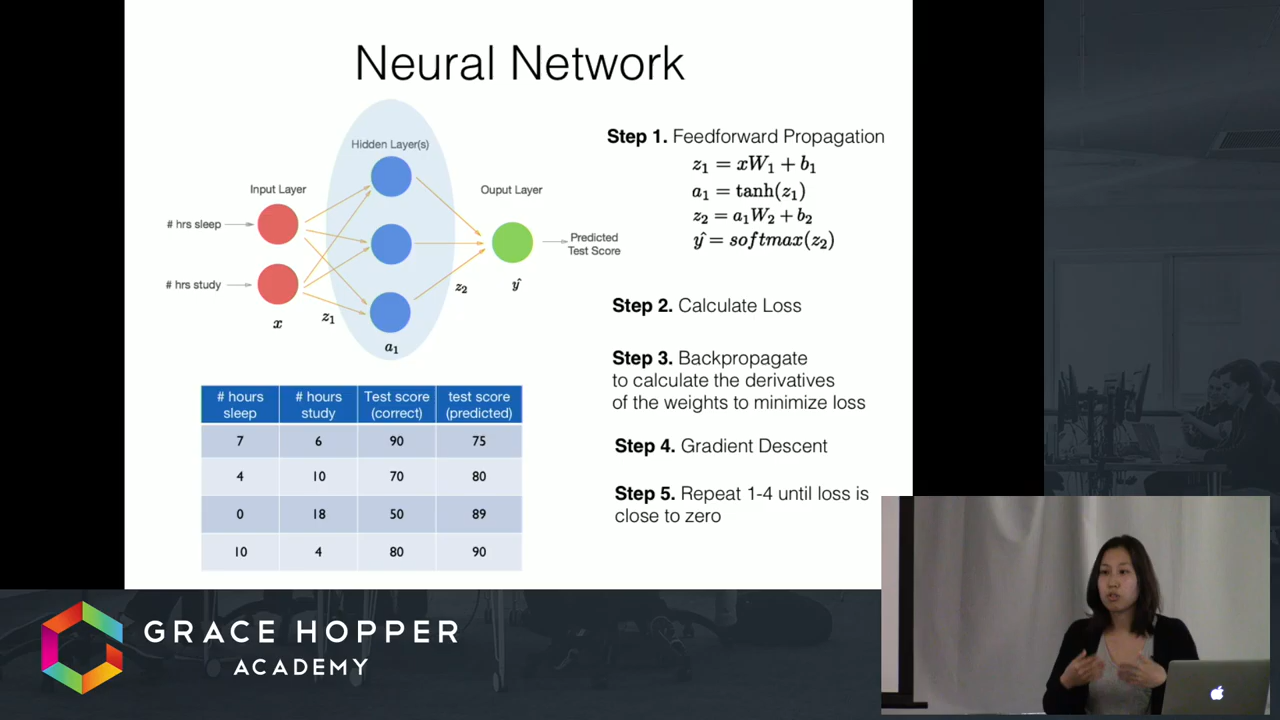 Neural Network
Hidden Layer(s)
Input Layer
Ouput Layer
# hrs sleep
# hrs study
Predicted
Test Score
x
z₁
a₁
z₂
ŷ
Step 1. Feedforward Propagation
z₁ = xW₁ + b₁
a₁ = tanh(z₁)
z₂ = a₁W₂ + b₂
ŷ = softmax(z₂)
Step 2. Calculate Loss
Step 3. Backpropagate
to calculate the derivatives
of the weights to minimize loss
Step 4. Gradient Descent
Step 5. Repeat 1-4 until loss is
close to zero
# hours sleep # hours study Test score (correct) test score (predicted)
7 6 90 75
4 10 70 80
0 18 50 89
10 4 80 90
GRACE HOPPER
ACADEMY